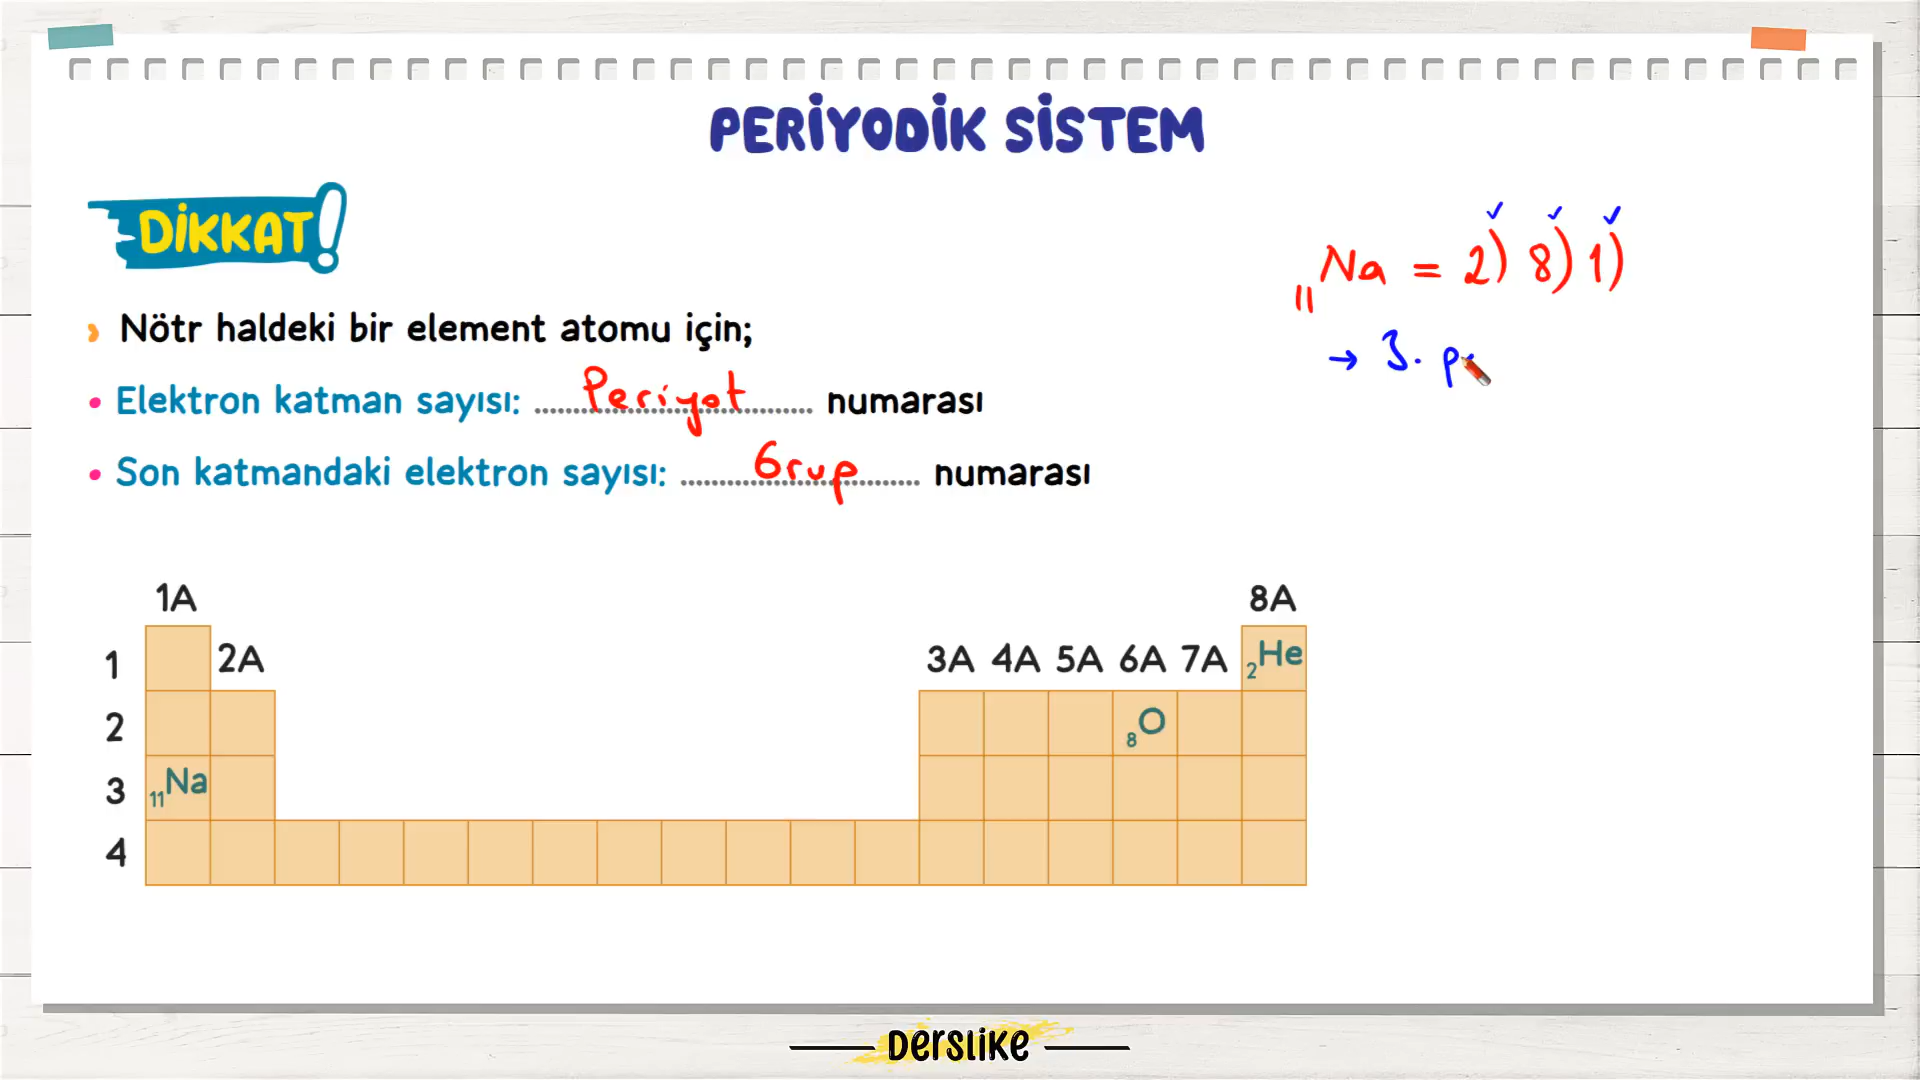 PERİYODİK SİSTEM
DİKKAT!
Nötr haldeki bir element atomu için;
• Elektron katman sayısı: Periyot numarası
• Son katmandaki elektron sayısı: Grup numarası
₁₁Na = 2) 8) 1)
→ 3. p
1A 8A
1 2A 3A 4A 5A 6A 7A ₂He
2 ₈O
3 ₁₁Na
4
Derslike